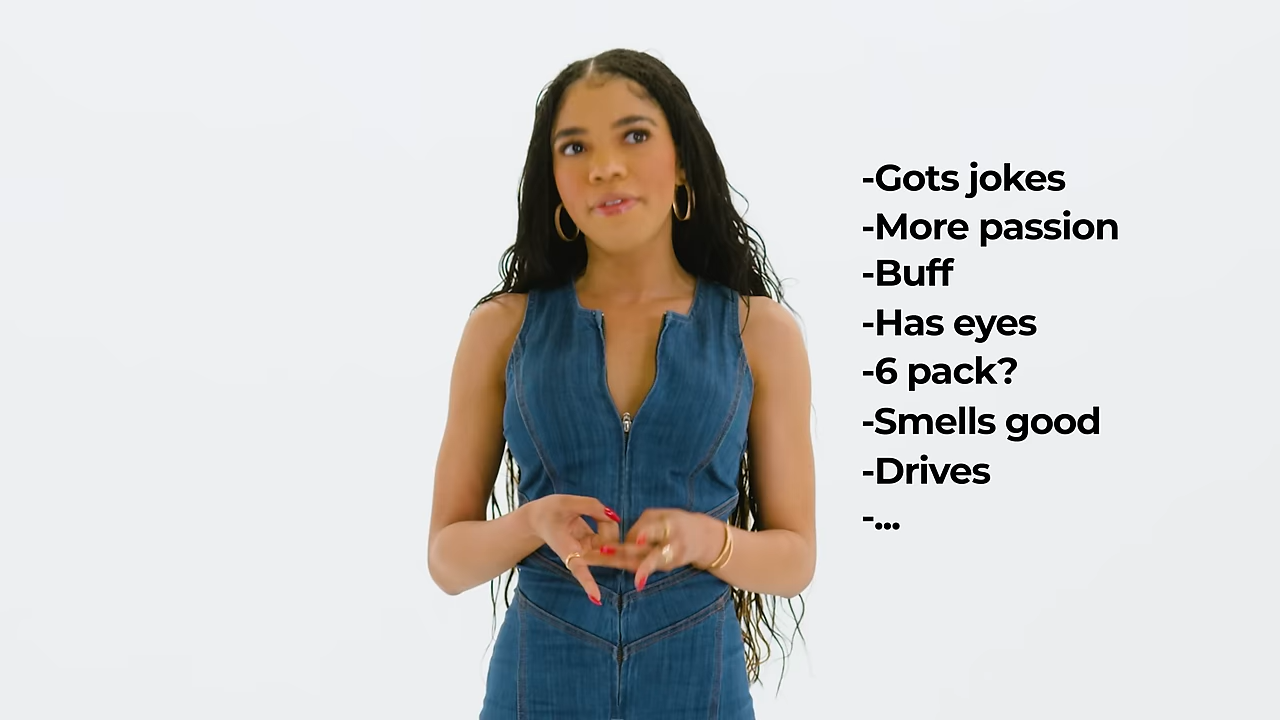 -Gots jokes
-More passion
-Buff
-Has eyes
-6 pack?
-Smells good
-Drives
-...